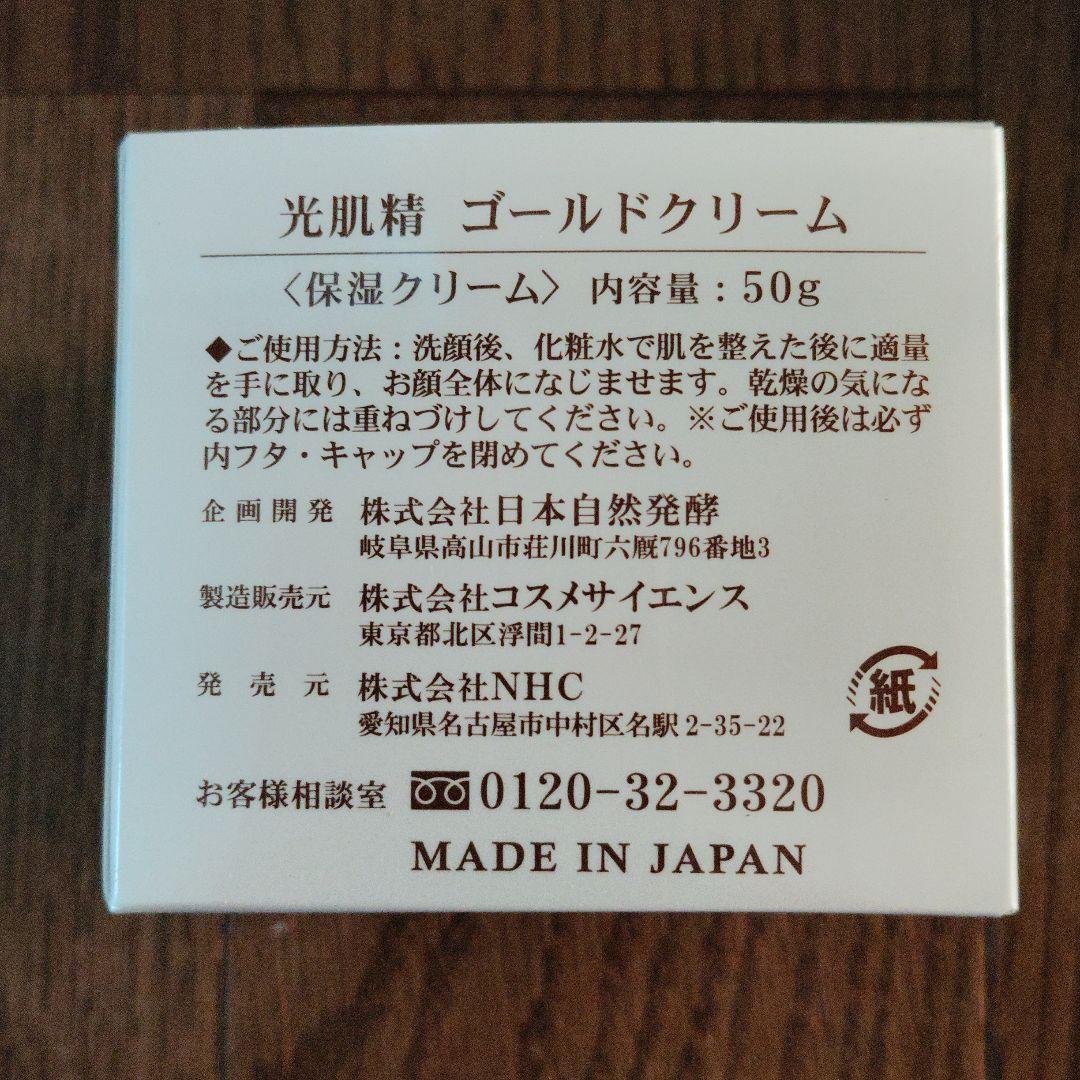 光肌精 ゴールドクリーム
〈保湿クリーム〉 内容量：50g
◆ご使用方法：洗顔後、化粧水で肌を整えた後に適量
を手に取り、お顔全体になじませます。乾燥の気にな
る部分には重ねづけしてください。※ご使用後は必ず
内フタ・キャップを閉めてください。
企画開発 株式会社日本自然発酵
岐阜県高山市荘川町六厩796番地3
製造販売元 株式会社コスメサイエンス
東京都北区浮間1-2-27
発売元 株式会社NHC
愛知県名古屋市中村区名駅2-35-22
紙
お客様相談室 0120-32-3320
MADE IN JAPAN